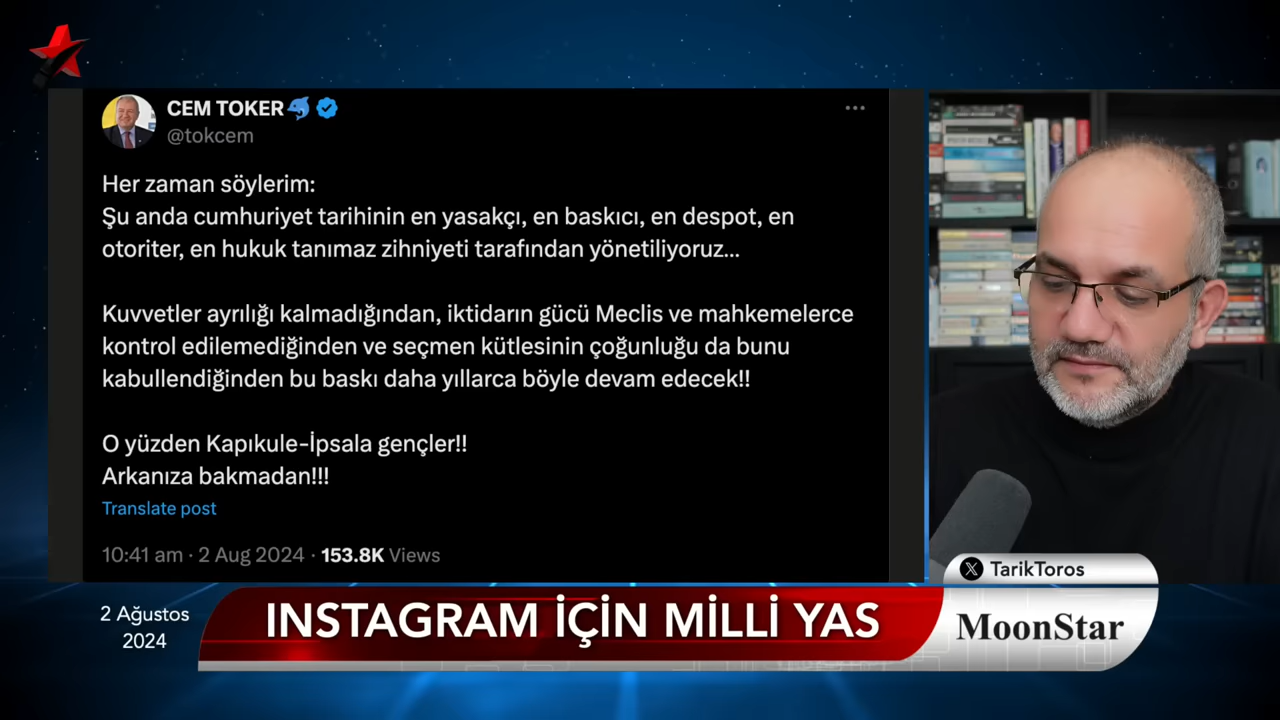 CEM TOKER
@tokcem
Her zaman söylerim:
Şu anda cumhuriyet tarihinin en yasakçı, en baskıcı, en despot, en
otoriter, en hukuk tanımaz zihniyeti tarafından yönetiliyoruz...
Kuvvetler ayrılığı kalmadığından, iktidarın gücü Meclis ve mahkemelerce
kontrol edilemediğinden ve seçmen kütlesinin çoğunluğu da bunu
kabullendiğinden bu baskı daha yıllarca böyle devam edecek!!
O yüzden Kapıkule-İpsala gençler!!
Arkanıza bakmadan!!!
Translate post
10:41 am · 2 Aug 2024 · 153.8K Views
X TarikToros
MoonStar
2 Ağustos
2024
INSTAGRAM İÇİN MİLLİ YAS